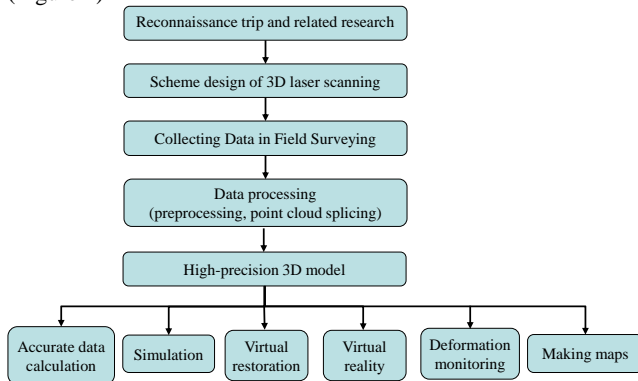 Reconnaissance trip and related research
Scheme design of 3D laser scanning
Collecting Data in Field Surveying
Data processing
(preprocessing, point cloud splicing)
High-precision 3D model
Accurate data
calculation
Simulation
Virtual
restoration
Virtual
reality
Deformation
monitoring
Making maps